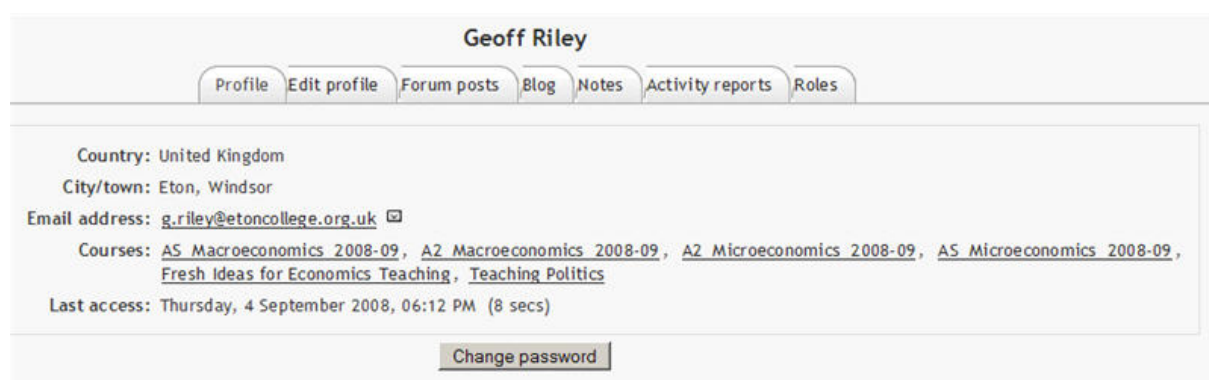 Geoff Riley
Profile Edit profile Forum posts Blog Notes Activity reports Roles
Country: United Kingdom
City/town: Eton, Windsor
Email address: g.riley@etoncollege.org.uk
Courses: AS Macroeconomics 2008-09, A2 Macroeconomics 2008-09, A2 Microeconomics 2008-09, AS Microeconomics 2008-09,
Fresh Ideas for Economics Teaching, Teaching Politics
Last access: Thursday, 4 September 2008, 06:12 PM (8 secs)
Change password